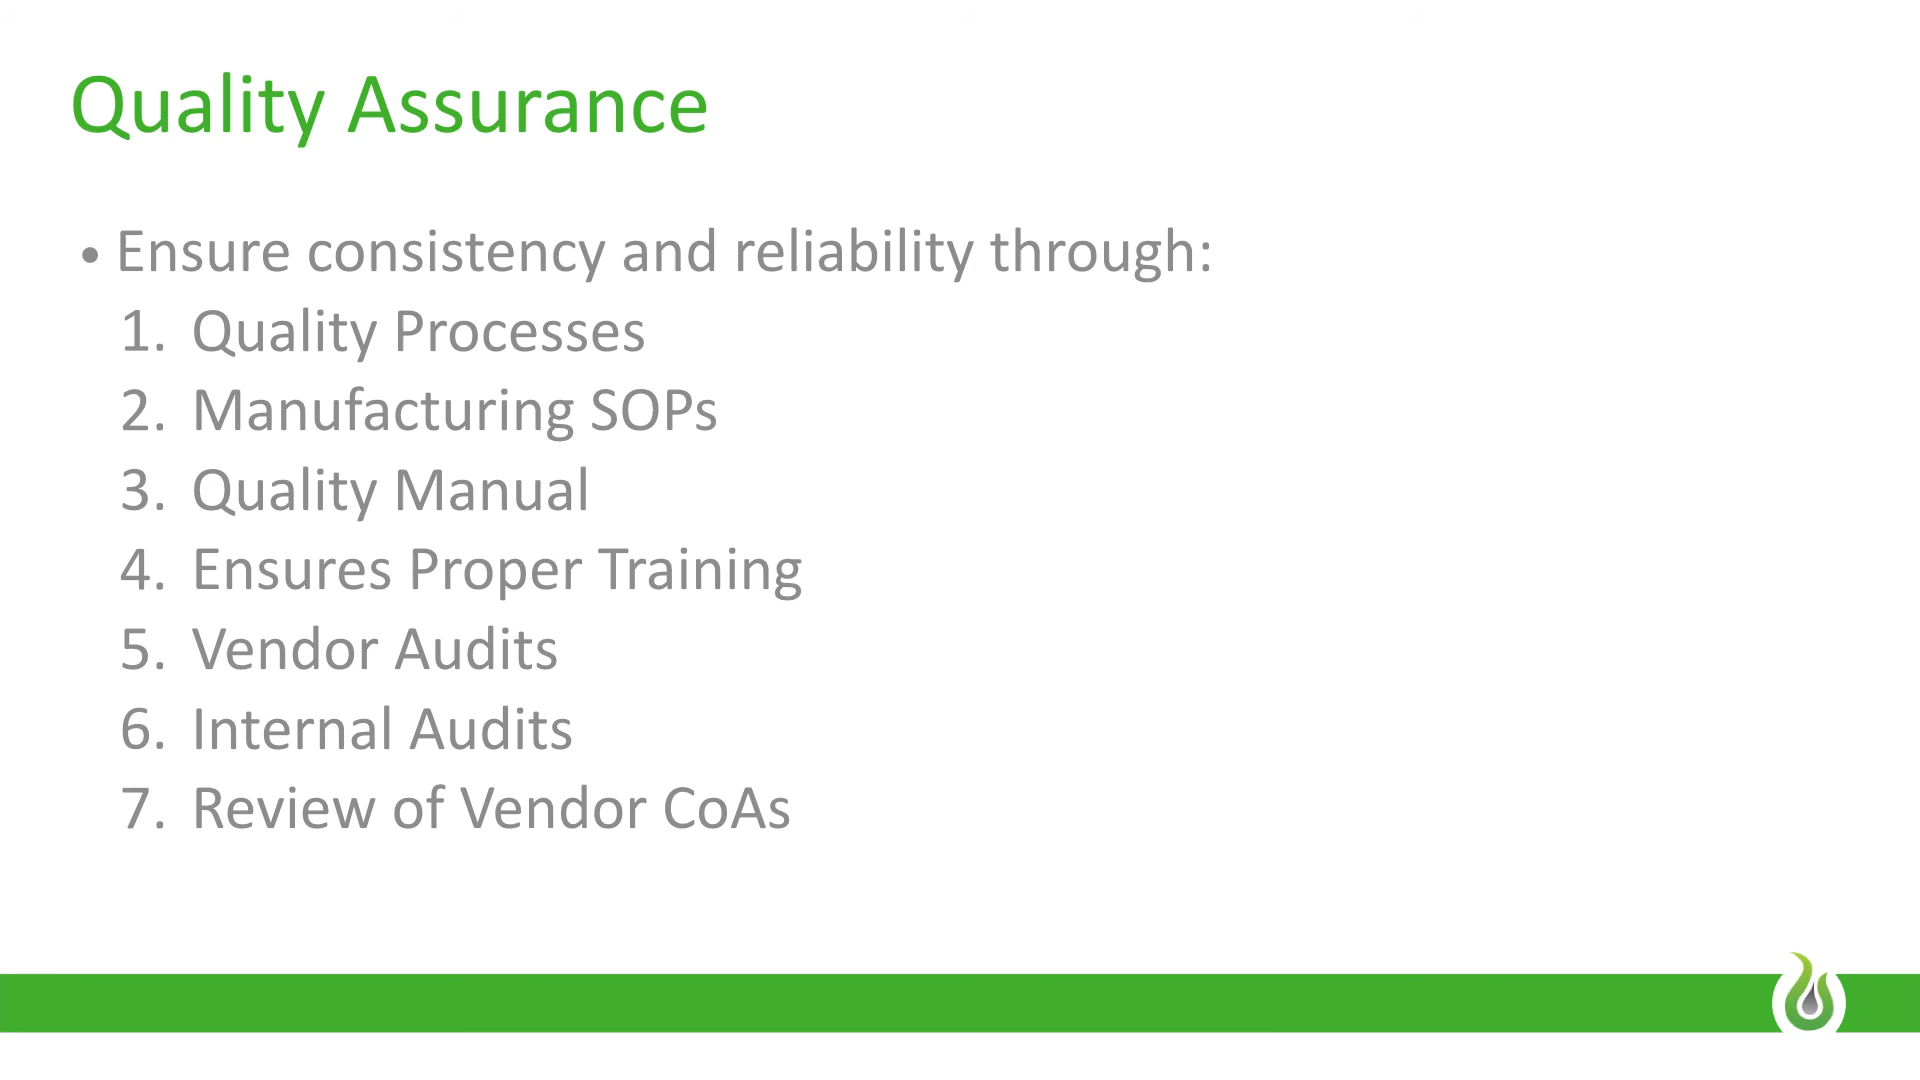 Quality Assurance
• Ensure consistency and reliability through:
1. Quality Processes
2. Manufacturing SOPs
3. Quality Manual
4. Ensures Proper Training
5. Vendor Audits
6. Internal Audits
7. Review of Vendor CoAs